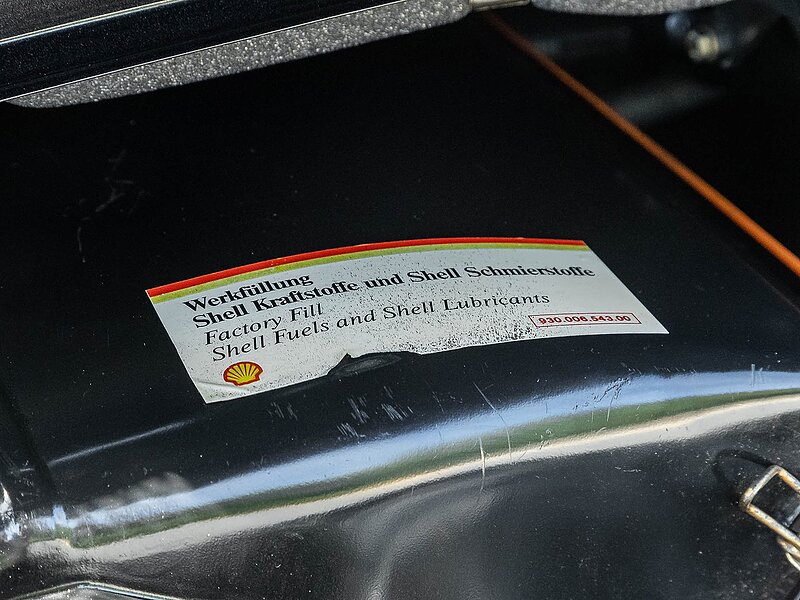 Werkfüllung
Shell Kraftstoffe und Shell Schmierstoffe
Factory Fill
Shell Fuels and Shell Lubricants
930.006.543.00